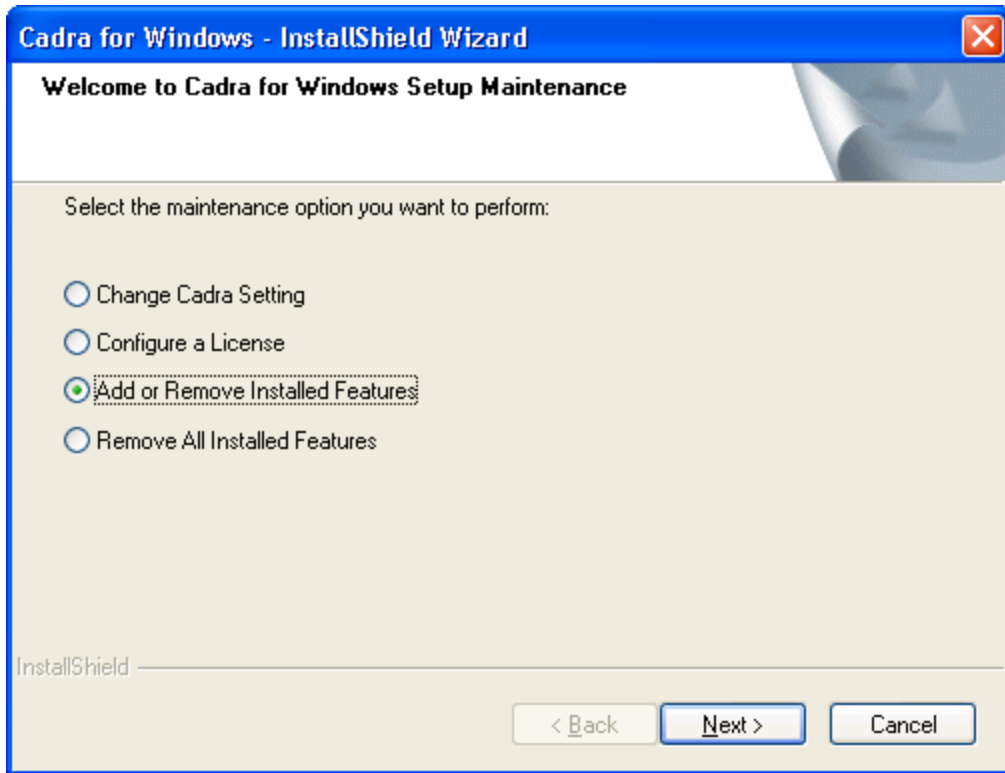 Cadra for Windows - InstallShield Wizard
Welcome to Cadra for Windows Setup Maintenance
Select the maintenance option you want to perform:
Change Cadra Setting
Configure a License
Add or Remove Installed Features
Remove All Installed Features
InstallShield
< Back Next > Cancel